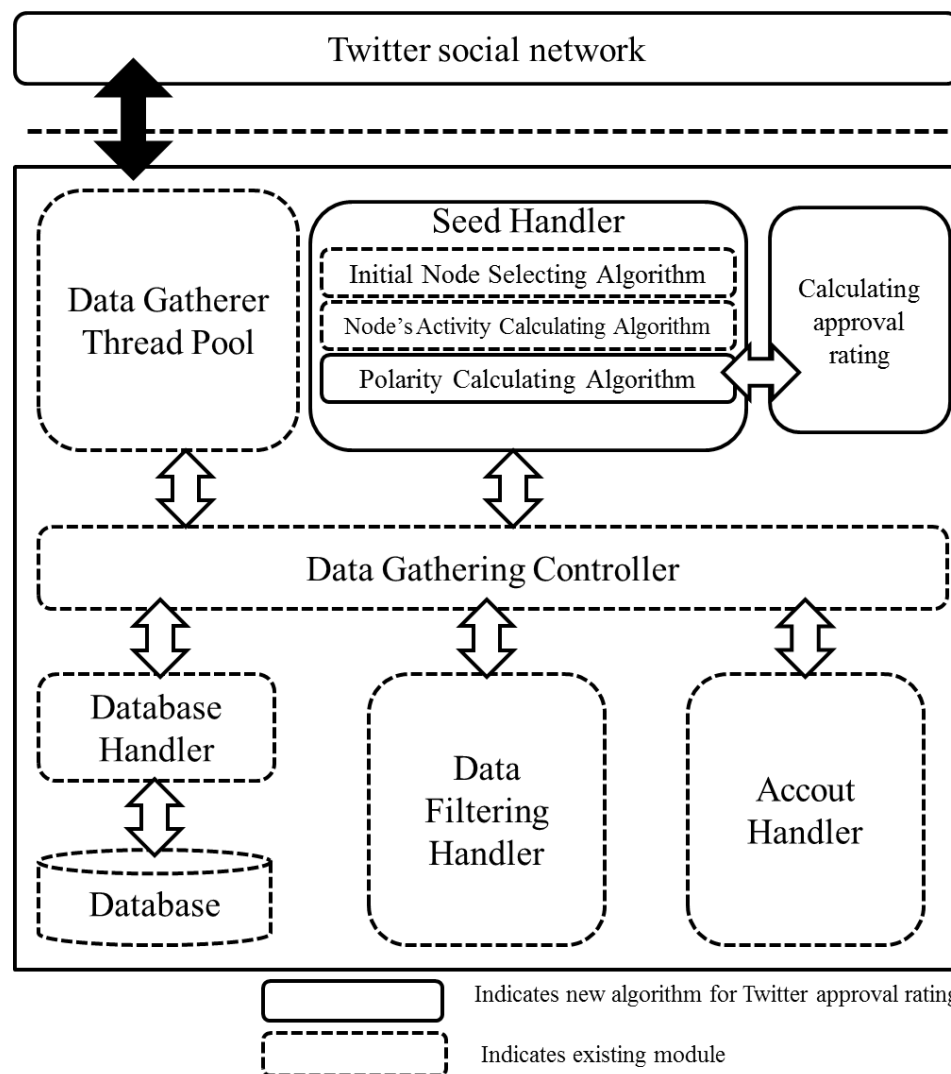 Twitter social network
Data Gatherer
Thread Pool
Seed Handler
Initial Node Selecting Algorithm
Node's Activity Calculating Algorithm
Polarity Calculating Algorithm
Calculating
approval
rating
Data Gathering Controller
Database
Handler
Data
Filtering
Handler
Accout
Handler
Database
Indicates new algorithm for Twitter approval rating
Indicates existing module